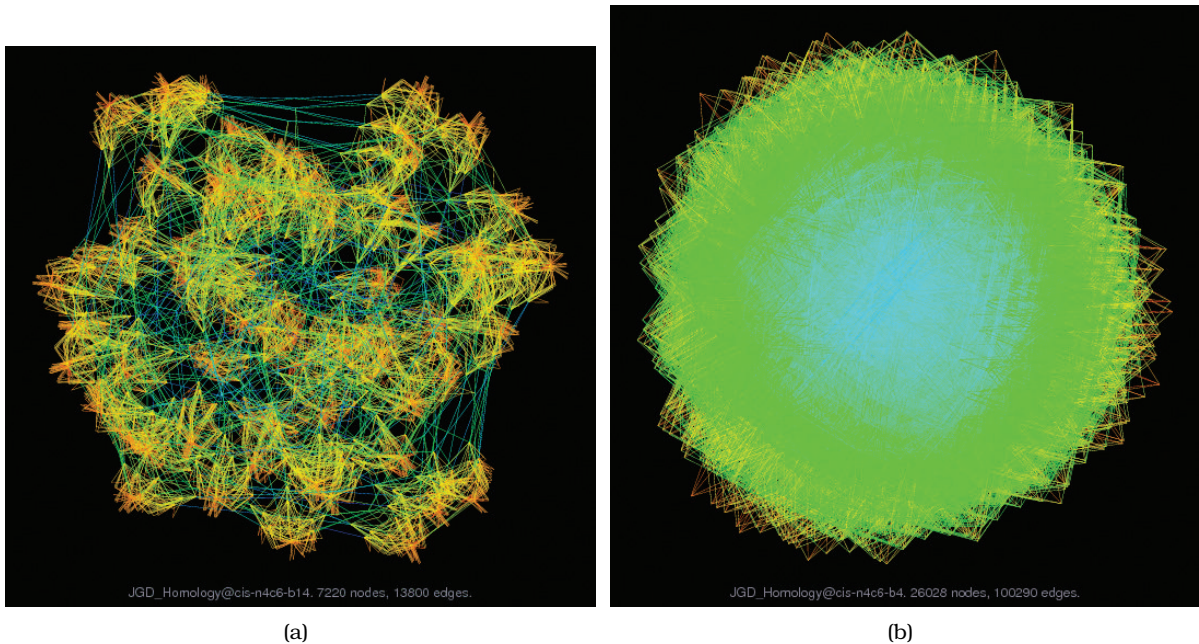 JGD_Homology@cis-n4c6-b14. 7220 nodes, 13800 edges.
JGD_Homology@cis-n4c6-b4. 26028 nodes, 100290 edges.
(a)
(b)